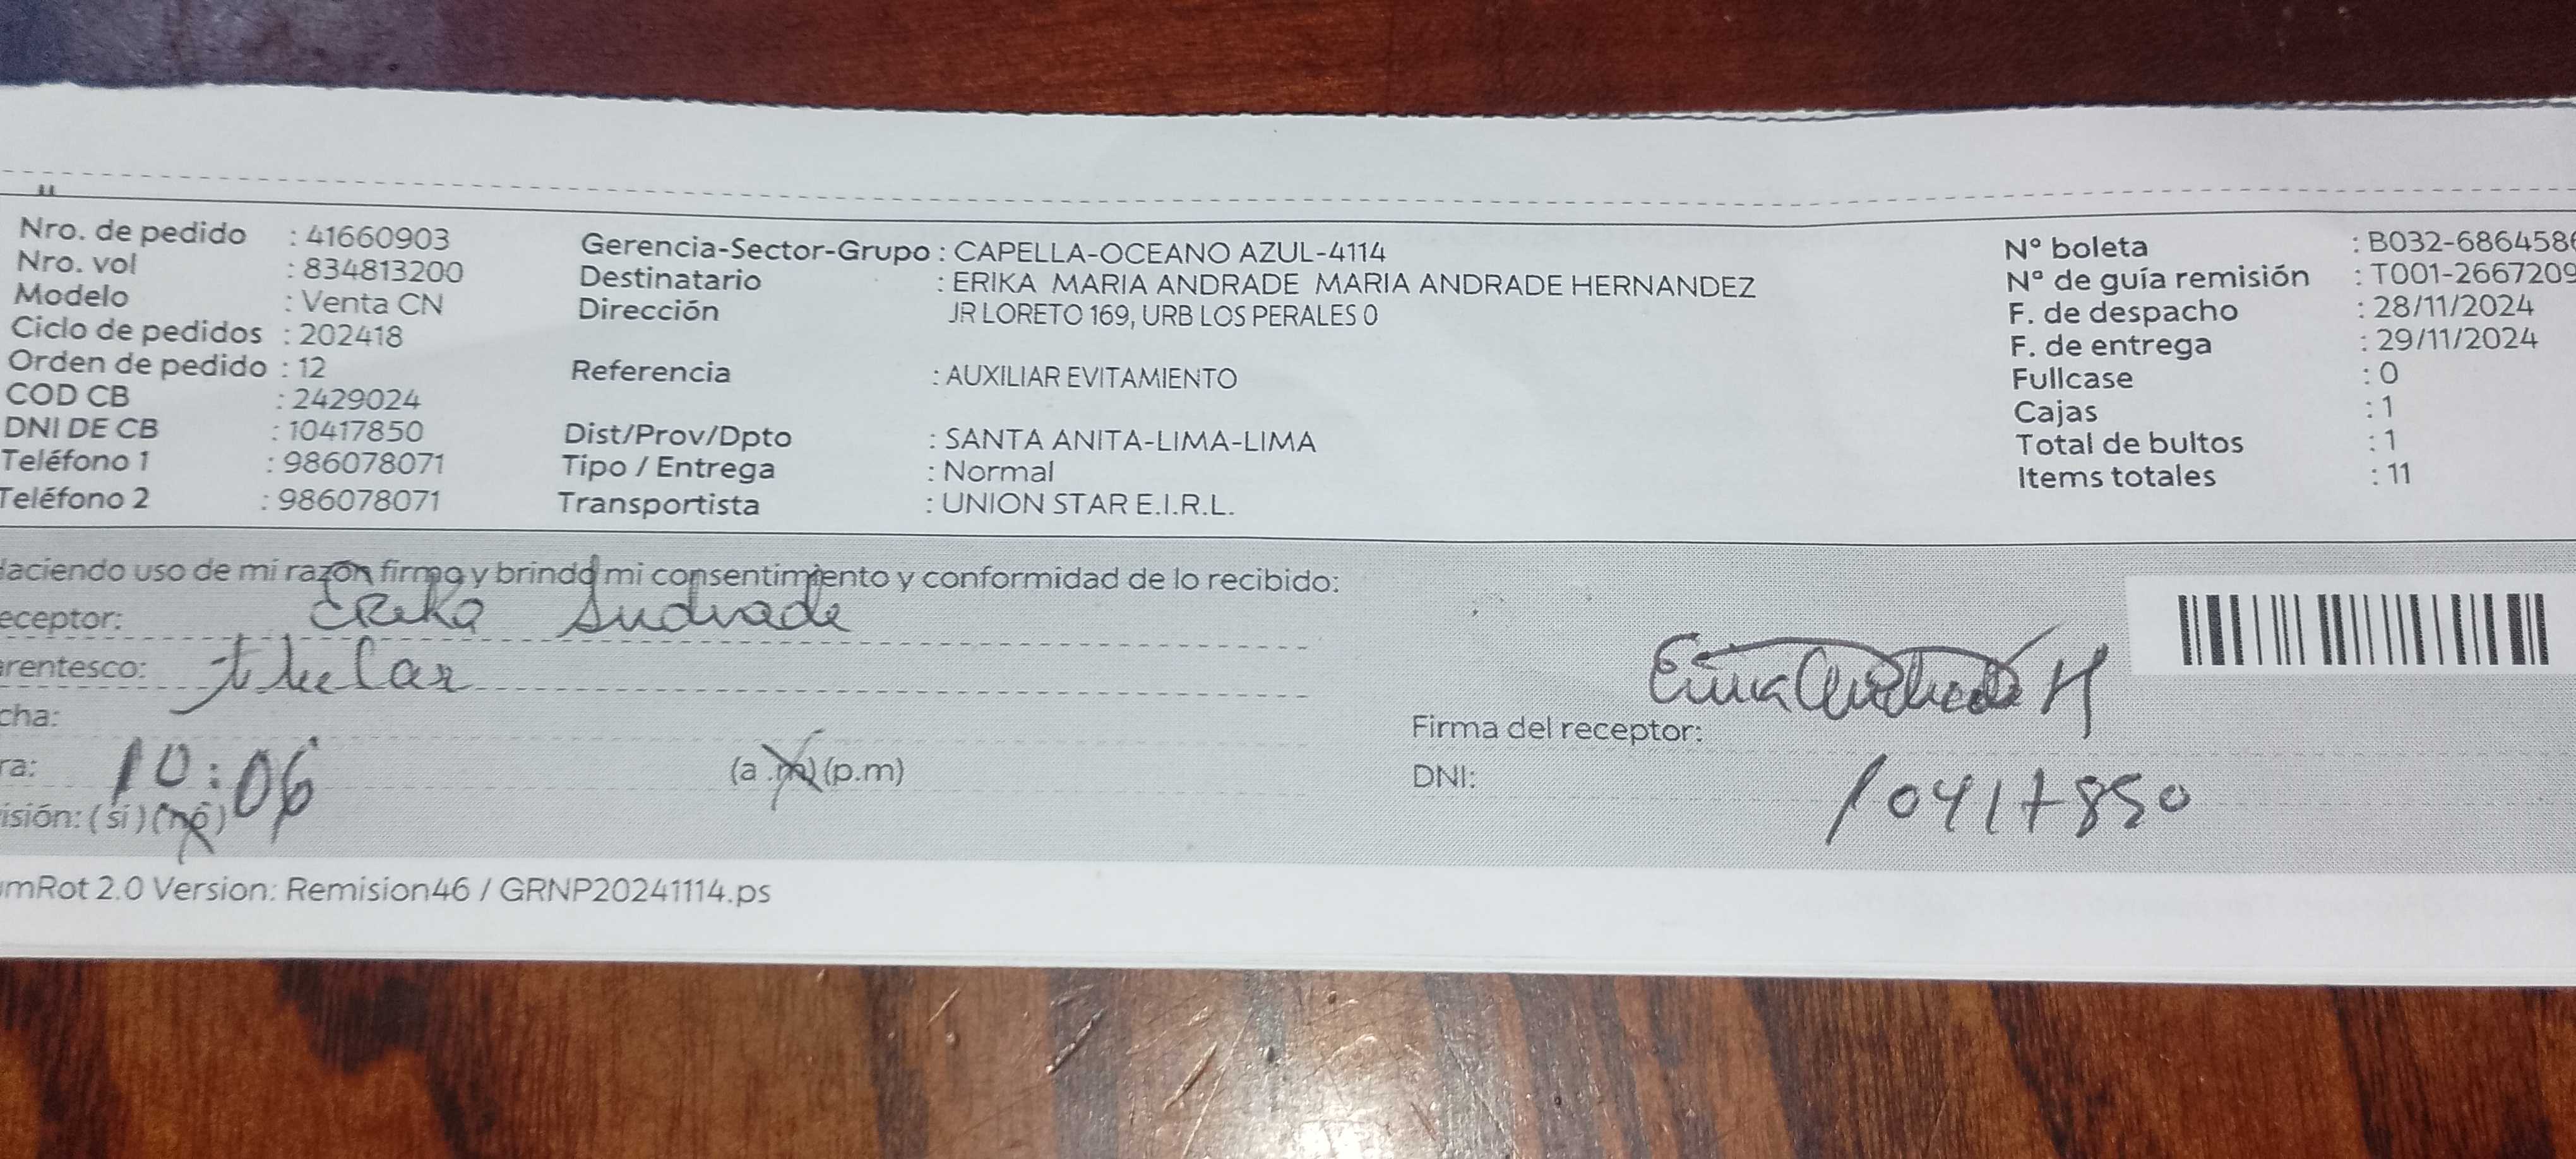 Nro. de pedido : 41660903
Nro. vol : 834813200
Modelo : Venta CN
Ciclo de pedidos : 202418
Orden de pedido : 12
COD CB : 2429024
DNI DE CB : 10417850
Teléfono 1 : 986078071
Teléfono 2 : 986078071
Gerencia-Sector-Grupo : CAPELLA-OCEANO AZUL-4114
Destinatario : ERIKA MARIA ANDRADE MARIA ANDRADE HERNANDEZ
Dirección JR LORETO 169, URB LOS PERALES 0
Referencia : AUXILIAR EVITAMIENTO
Dist/Prov/Dpto : SANTA ANITA-LIMA-LIMA
Tipo / Entrega : Normal
Transportista : UNION STAR E.I.R.L.
Nº boleta : B032-6864586
Nº de guía remisión : T001-2667209
F. de despacho : 28/11/2024
F. de entrega : 29/11/2024
Fullcase : 0
Cajas : 1
Total de bultos : 1
Items totales : 11
Haciendo uso de mi razón firmo y brindo mi consentimiento y conformidad de lo recibido:
eceptor: Erika Andrade
arentesco: titular
cha:
ra: 10:06 (a.m) (p.m)
isión: (si) (no)
Firma del receptor: Erika Andrade H
DNI: 10417850
mRot 2.0 Version: Remision46 / GRNP20241114.ps